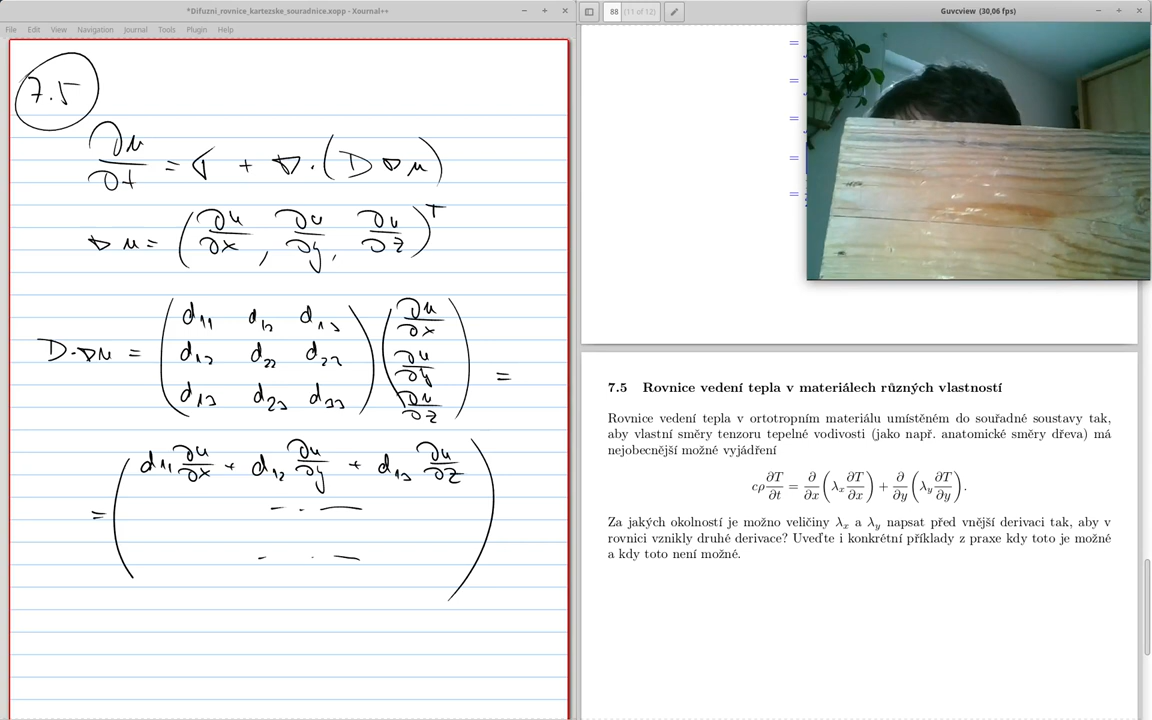 *Difuzni_rovnice_kartezske_souradnice.xopp - Xournal++
File Edit View Navigation Journal Tools Plugin Help
7.5
∂u/∂t = σ + ∇·(D∇u)
∇u = (∂u/∂x, ∂u/∂y, ∂u/∂z)^T
D·∇u = (d11 d12 d13
d12 d22 d23
d13 d23 d33) (∂u/∂x
∂u/∂y
∂u/∂z) =
= (d11 ∂u/∂x + d12 ∂u/∂y + d13 ∂u/∂z
88 (11 of 12)
Guvcview (30,06 fps)
=
=
=
=
=
7.5 Rovnice vedení tepla v materiálech různých vlastností
Rovnice vedení tepla v ortotropním materiálu umístěném do souřadné soustavy tak,
aby vlastní směry tenzoru tepelné vodivosti (jako např. anatomické směry dřeva) má
nejobecnější možné vyjádření
cρ ∂T/∂t = ∂/∂x (λx ∂T/∂x) + ∂/∂y (λy ∂T/∂y).
Za jakých okolností je možno veličiny λx a λy napsat před vnější derivaci tak, aby v
rovnici vznikly druhé derivace? Uveďte i konkrétní příklady z praxe kdy toto je možné
a kdy toto není možné.